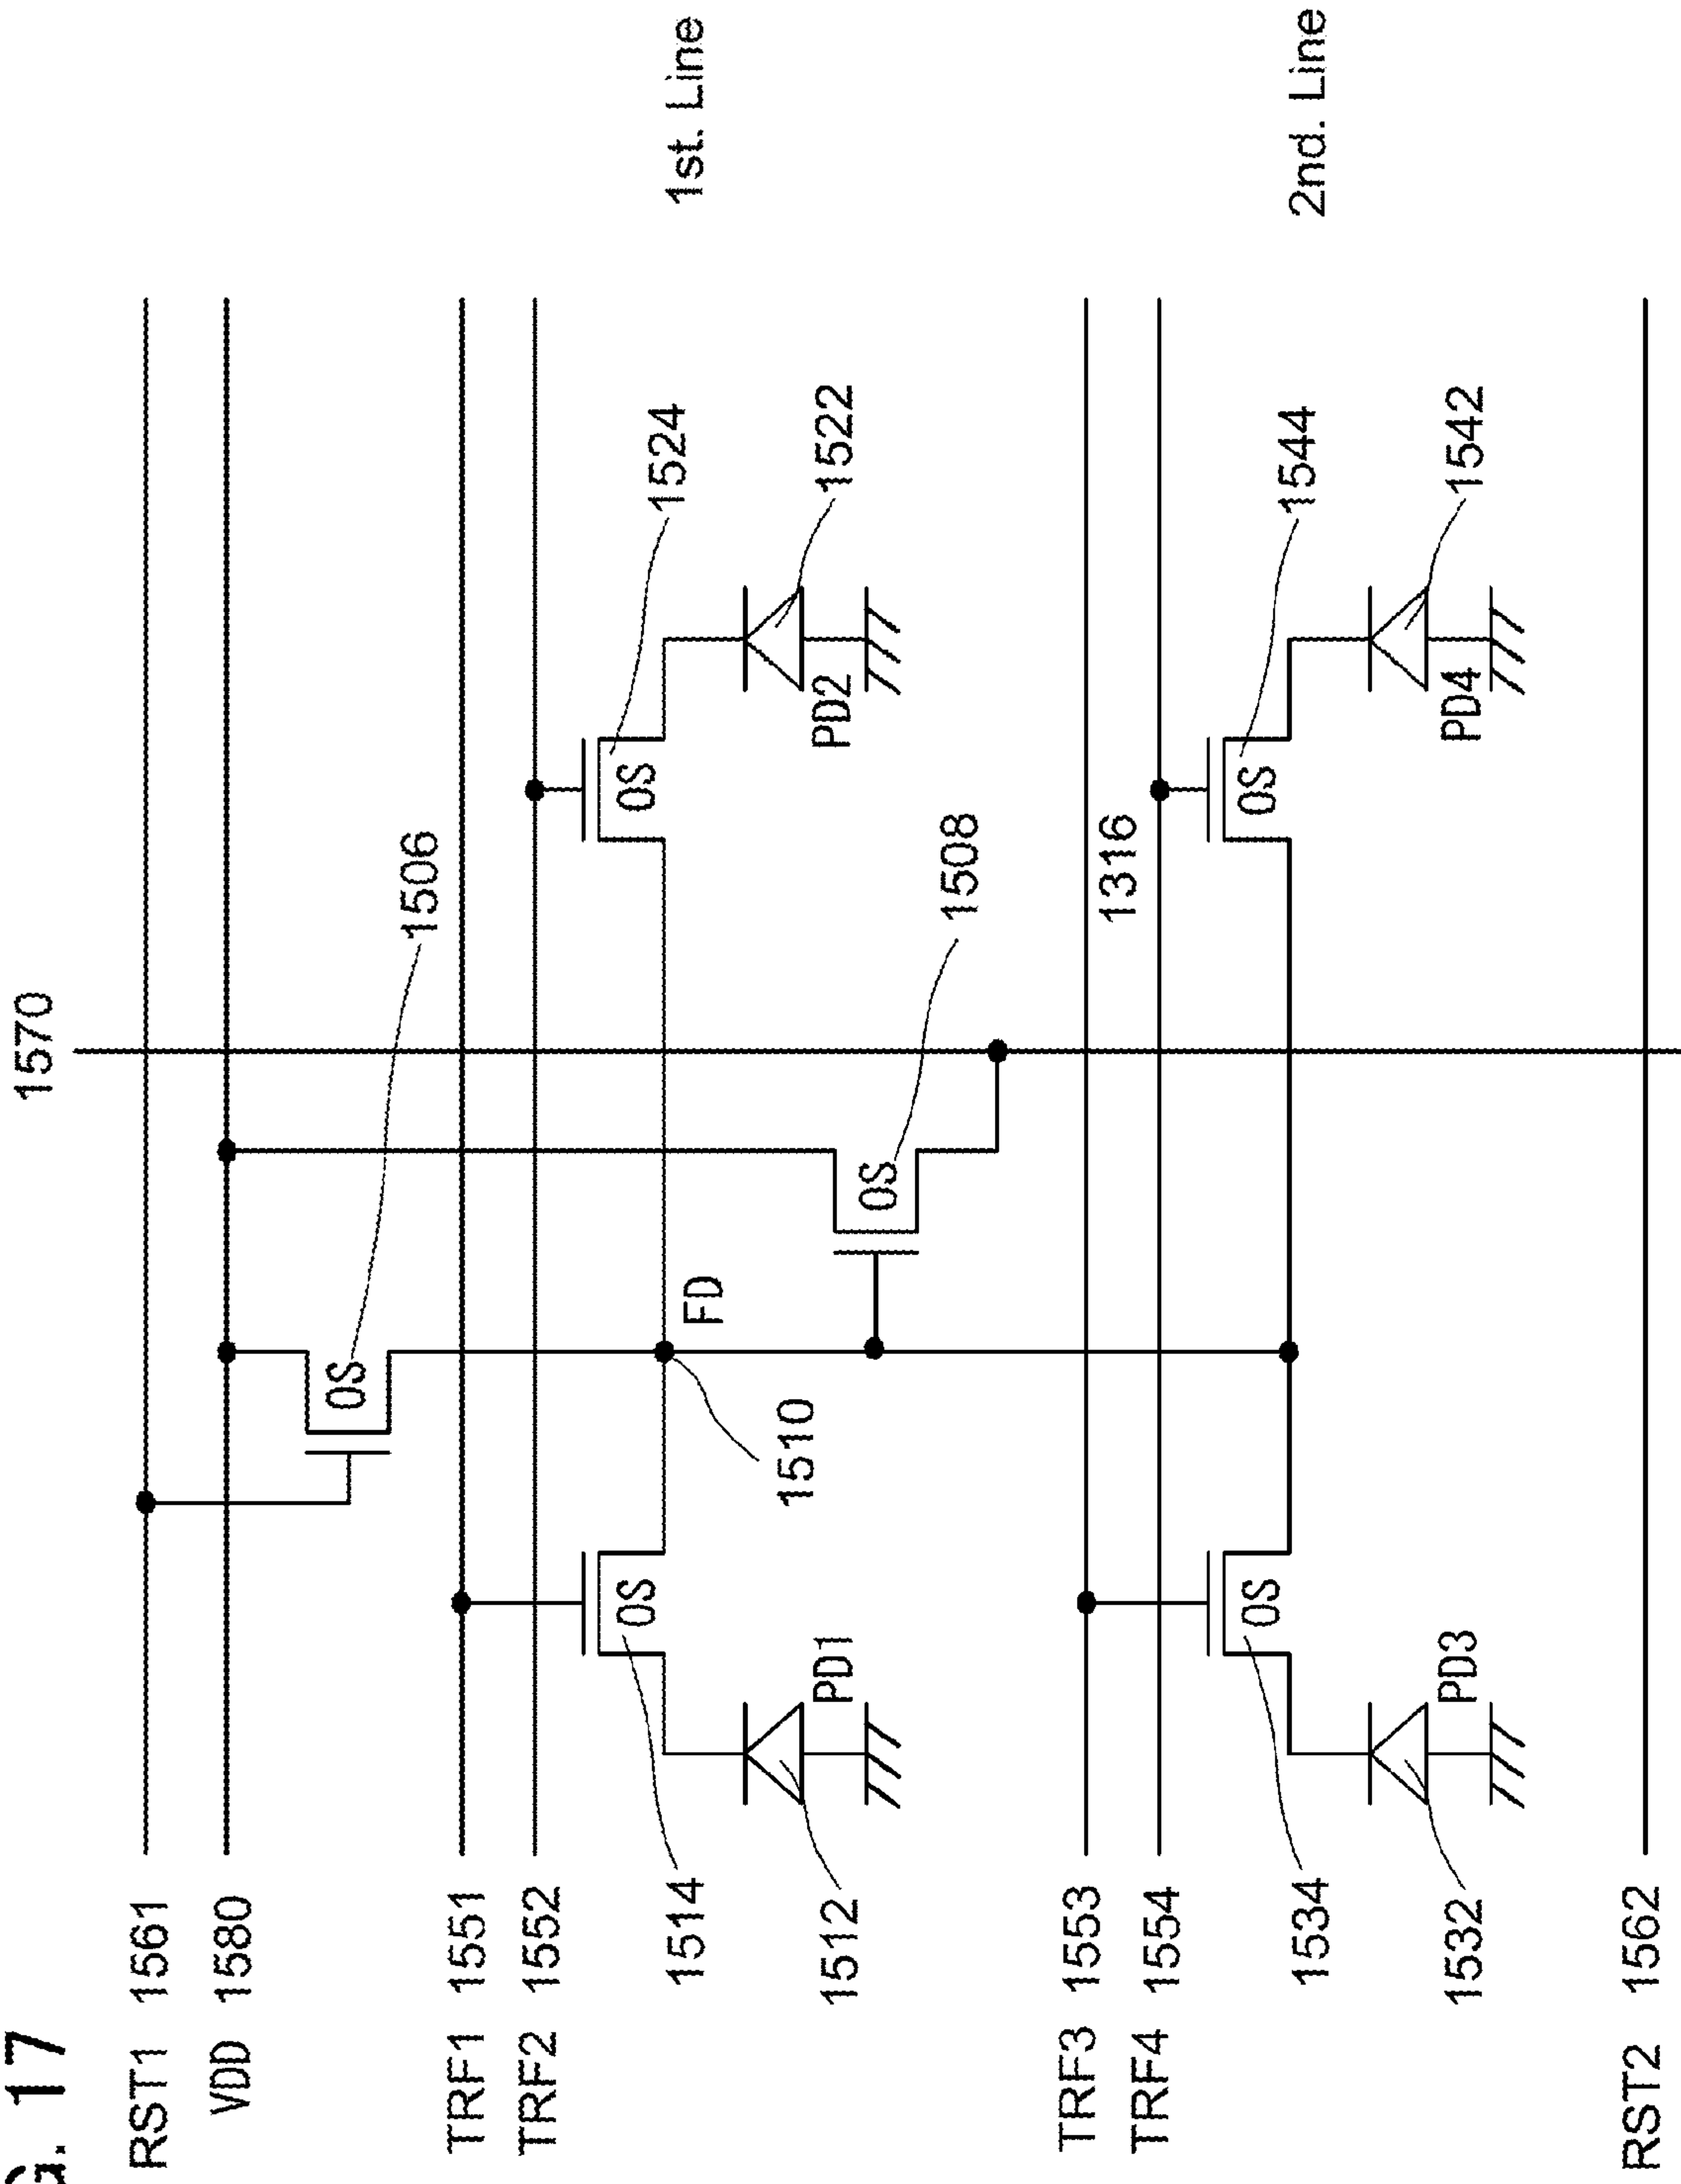 G. 17
1570
RST1 1561
VDD 1580
OS
1506
TRF1 1551
TRF2 1552
OS
OS
1524
1st. Line
1514
FD
1510
PD1
PD2
1512
1522
OS
1508
TRF3 1553
1316
TRF4 1554
OS
OS
1534
1544
2nd. Line
PD3
PD4
1532
1542
RST2 1562